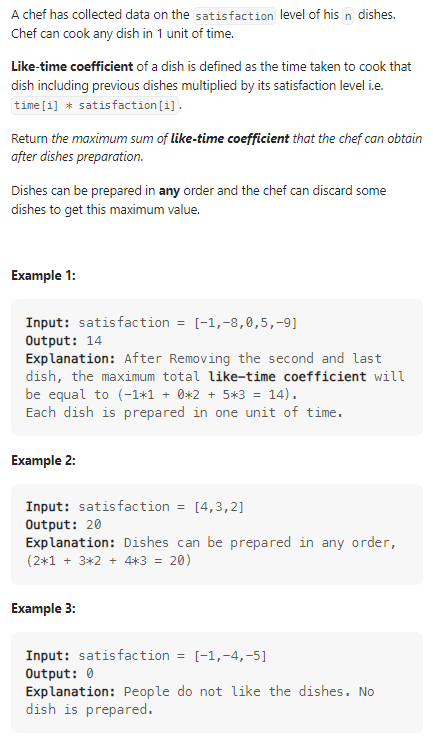 A chef has collected data on the satisfaction level of his n dishes.
Chef can cook any dish in 1 unit of time.
Like-time coefficient of a dish is defined as the time taken to cook that
dish including previous dishes multiplied by its satisfaction level i.e.
time[i] * satisfaction[i].
Return the maximum sum of like-time coefficient that the chef can obtain
after dishes preparation.
Dishes can be prepared in any order and the chef can discard some
dishes to get this maximum value.
Example 1:
Input: satisfaction = [-1,-8,0,5,-9]
Output: 14
Explanation: After Removing the second and last
dish, the maximum total like-time coefficient will
be equal to (-1*1 + 0*2 + 5*3 = 14).
Each dish is prepared in one unit of time.
Example 2:
Input: satisfaction = [4,3,2]
Output: 20
Explanation: Dishes can be prepared in any order,
(2*1 + 3*2 + 4*3 = 20)
Example 3:
Input: satisfaction = [-1,-4,-5]
Output: 0
Explanation: People do not like the dishes. No
dish is prepared.